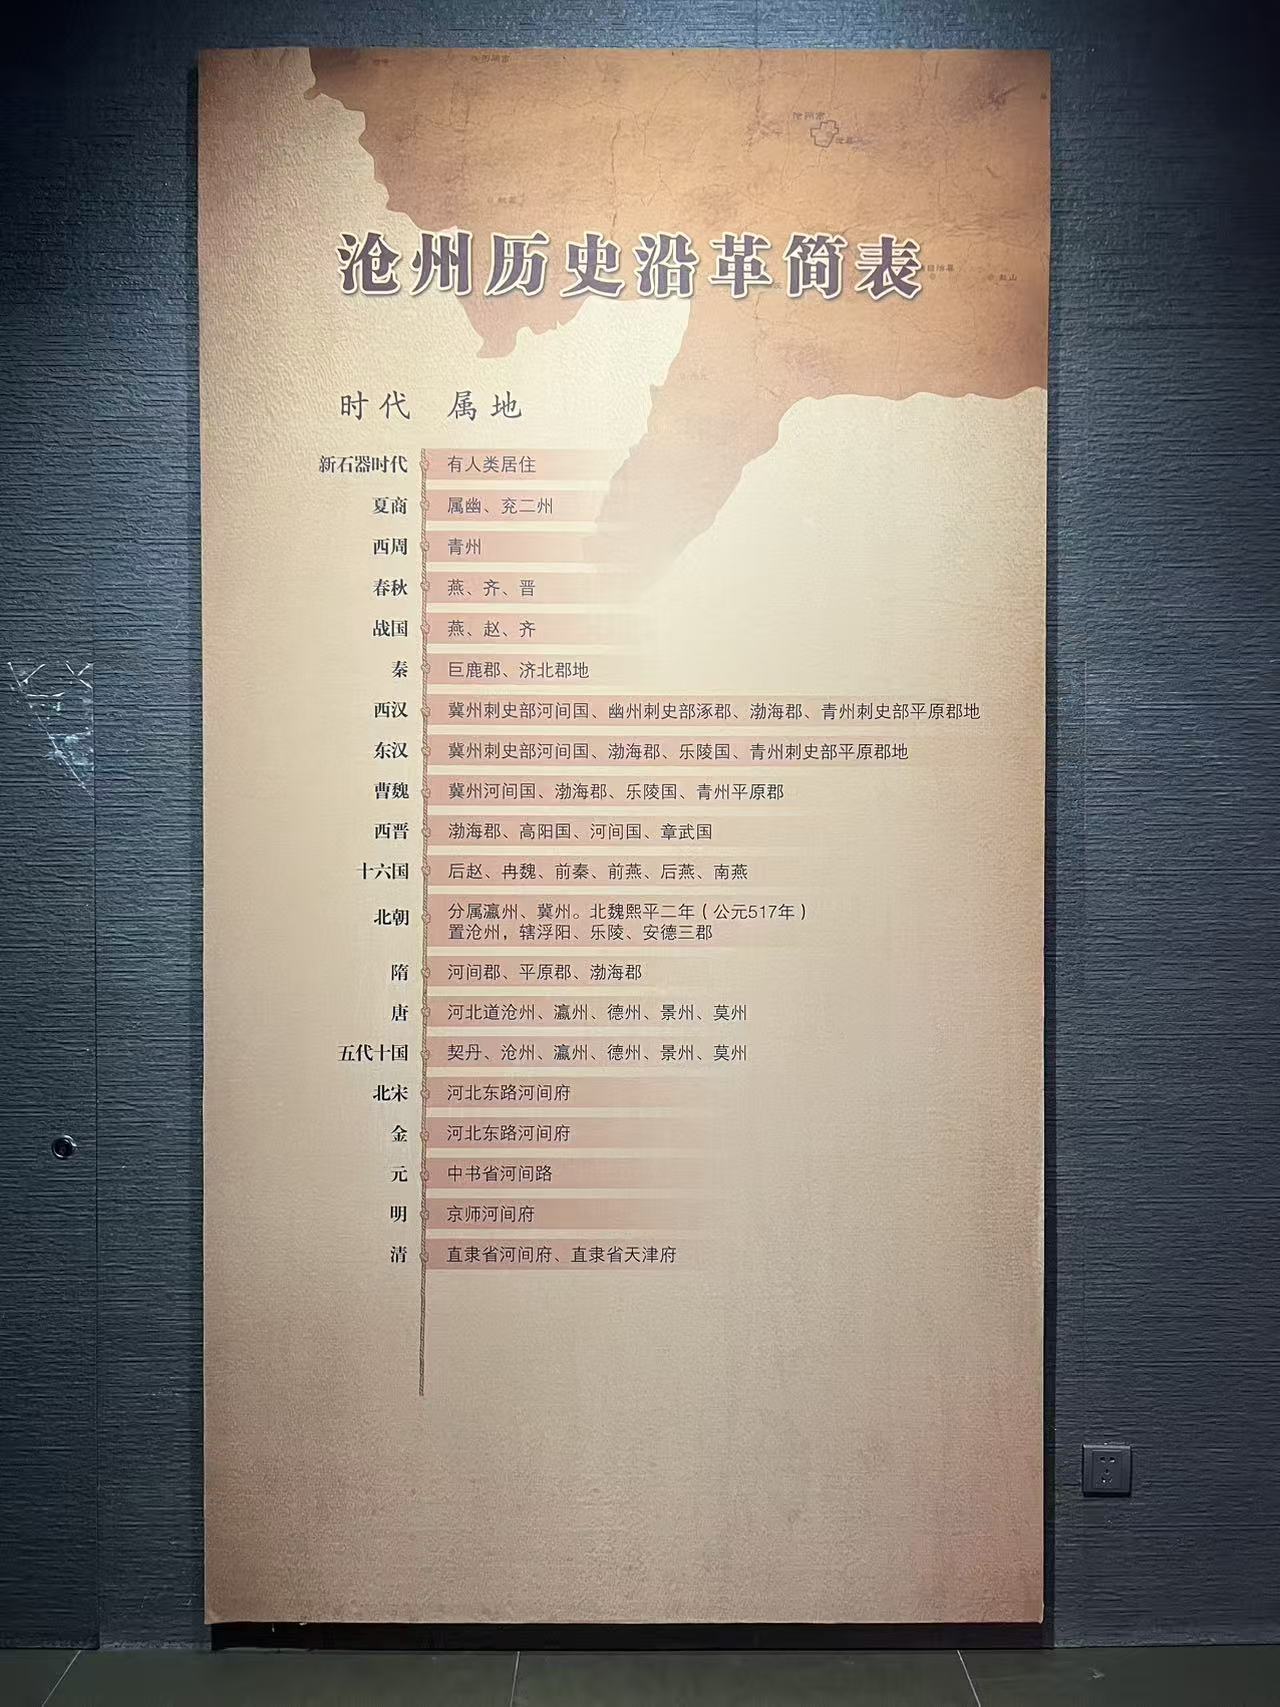 沧州历史沿革简表
时代 属地
新石器时代 有人类居住
夏商 属幽、兖二州
西周 青州
春秋 燕、齐、晋
战国 燕、赵、齐
秦 巨鹿郡、济北郡地
西汉 冀州刺史部河间国、幽州刺史部涿郡、渤海郡、青州刺史部平原郡地
东汉 冀州刺史部河间国、渤海郡、乐陵国、青州刺史部平原郡地
曹魏 冀州河间国、渤海郡、乐陵国、青州平原郡
西晋 渤海郡、高阳国、河间国、章武国
十六国 后赵、冉魏、前秦、前燕、后燕、南燕
北朝 分属瀛州、冀州。北魏熙平二年（公元517年）
置沧州，辖浮阳、乐陵、安德三郡
隋 河间郡、平原郡、渤海郡
唐 河北道沧州、瀛州、德州、景州、莫州
五代十国 契丹、沧州、瀛州、德州、景州、莫州
北宋 河北东路河间府
金 河北东路河间府
元 中书省河间路
明 京师河间府
清 直隶省河间府、直隶省天津府